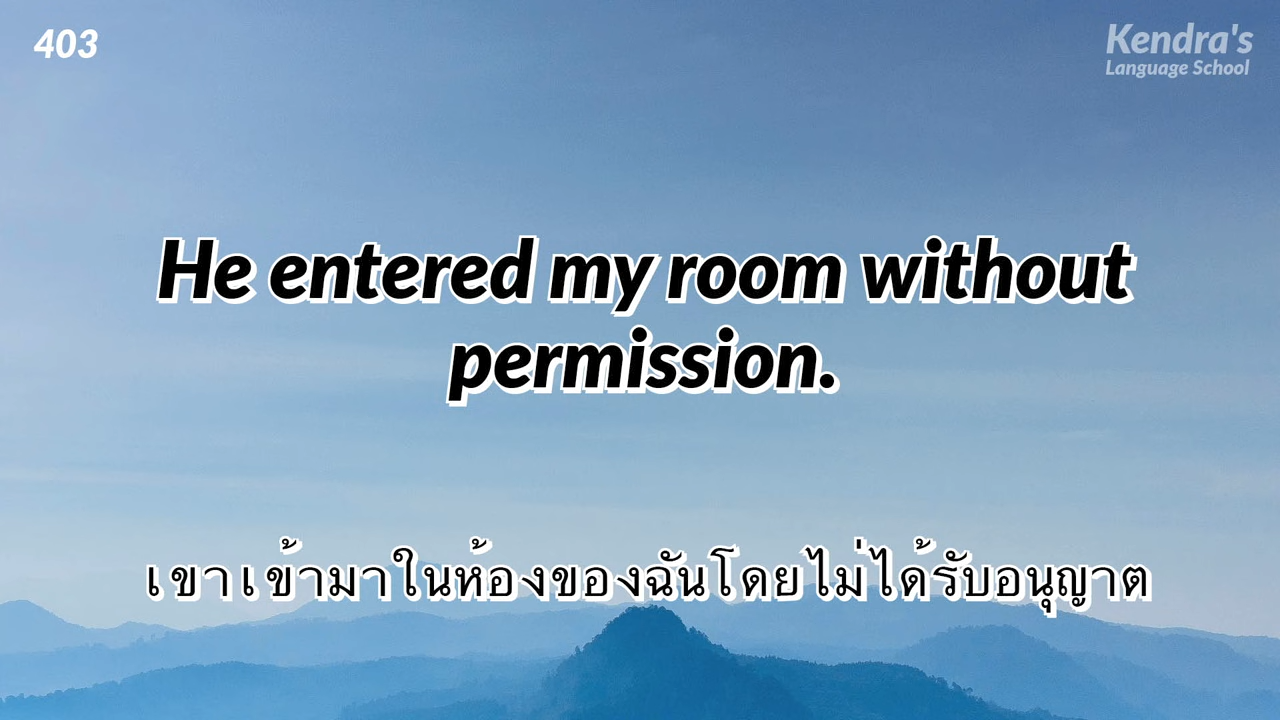 403
Kendra's
Language School
He entered my room without
permission.
เขาเข้ามาในห้องของฉันโดยไม่ได้รับอนุญาต